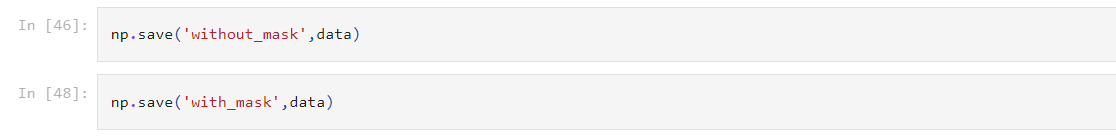 In [46]: np.save('without_mask',data)
In [48]: np.save('with_mask',data)